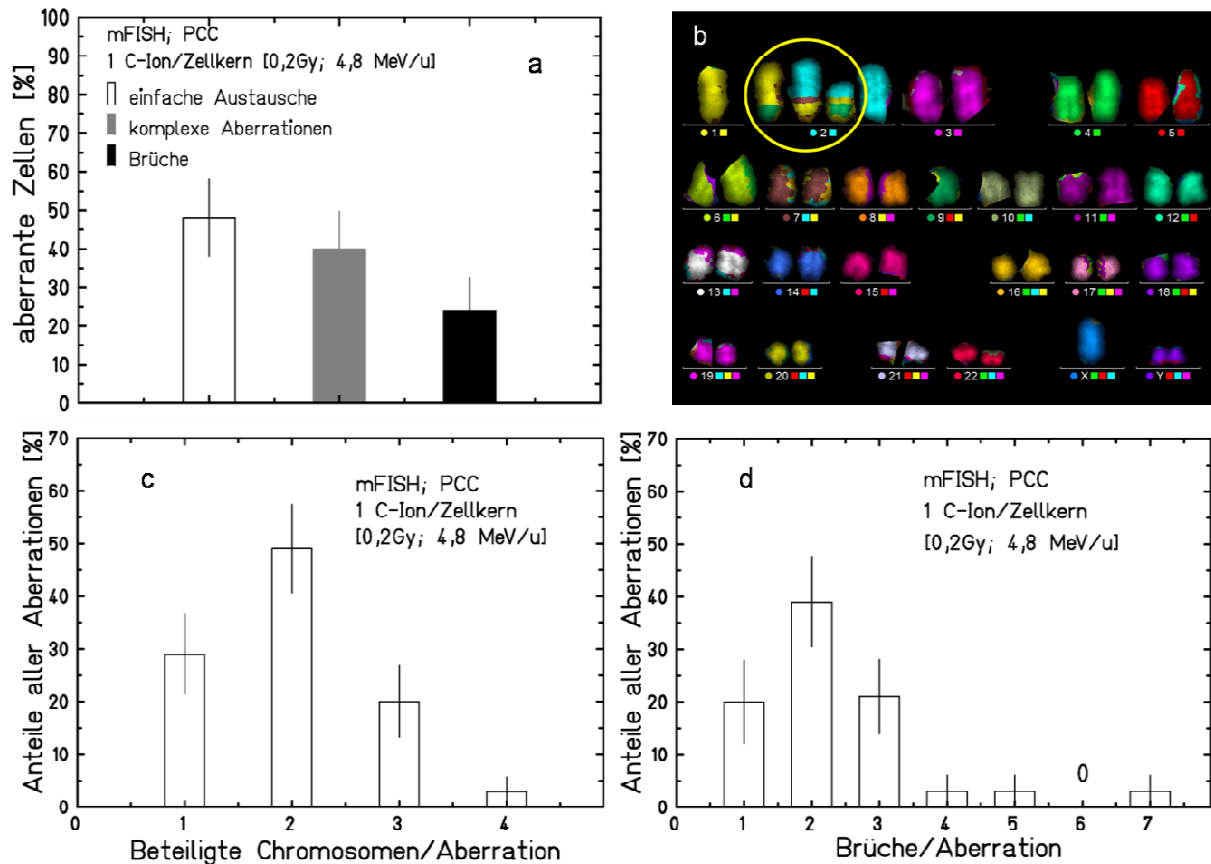 100
90
80
70
60
50
40
30
20
10
0
aberrante Zellen [%]
mFISH; PCC
1 C-Ion/Zellkern [0,2Gy; 4,8 MeV/u]
a
einfache Austausche
komplexe Aberrationen
Brüche
b
1 2 3 4 5
6 7 8 9 10 11 12
13 14 15 16 17 18
19 20 21 22 X Y
70
60
50
40
30
20
10
0
Anteile aller Aberrationen [%]
c
mFISH; PCC
1 C-Ion/Zellkern
[0,2Gy; 4,8 MeV/u]
0 1 2 3 4
Beteiligte Chromosomen/Aberration
70
60
50
40
30
20
10
0
Anteile aller Aberrationen [%]
d
mFISH; PCC
1 C-Ion/Zellkern
[0,2Gy; 4,8 MeV/u]
0
0 1 2 3 4 5 6 7
Brüche/Aberration